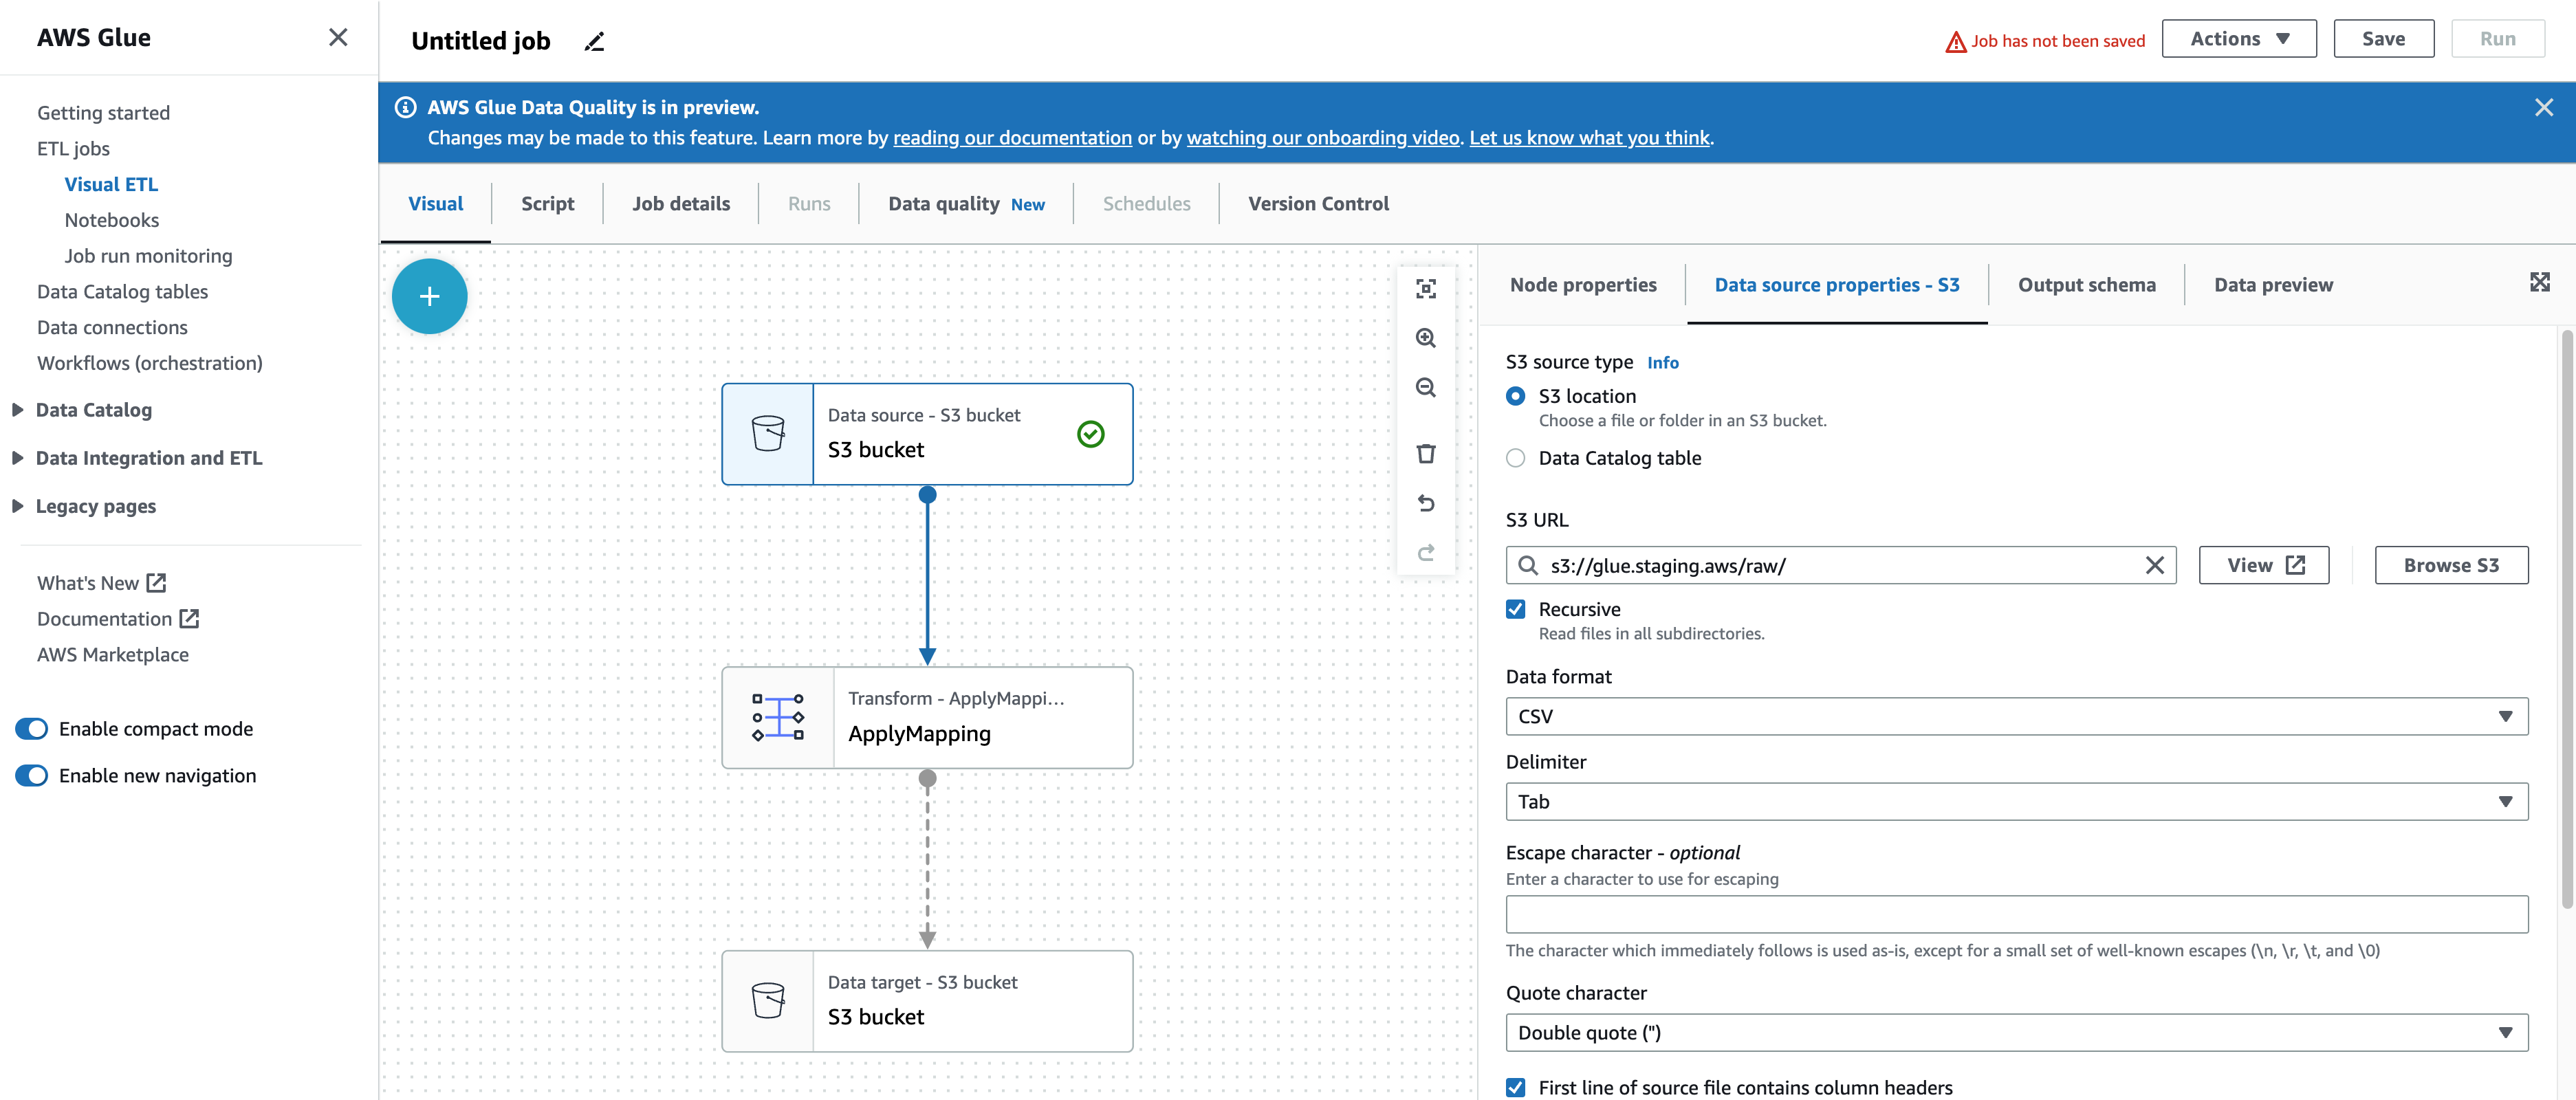 AWS Glue
Getting started
ETL jobs
Visual ETL
Notebooks
Job run monitoring
Data Catalog tables
Data connections
Workflows (orchestration)
Data Catalog
Data Integration and ETL
Legacy pages
What's New
Documentation
AWS Marketplace
Enable compact mode
Enable new navigation
Untitled job
Job has not been saved
Actions
Save
Run
AWS Glue Data Quality is in preview.
Changes may be made to this feature. Learn more by reading our documentation or by watching our onboarding video. Let us know what you think.
Visual
Script
Job details
Runs
Data quality New
Schedules
Version Control
Data source - S3 bucket
S3 bucket
Transform - ApplyMappi...
ApplyMapping
Data target - S3 bucket
S3 bucket
Node properties
Data source properties - S3
Output schema
Data preview
S3 source type Info
S3 location
Choose a file or folder in an S3 bucket.
Data Catalog table
S3 URL
s3://glue.staging.aws/raw/
View
Browse S3
Recursive
Read files in all subdirectories.
Data format
CSV
Delimiter
Tab
Escape character - optional
Enter a character to use for escaping
The character which immediately follows is used as-is, except for a small set of well-known escapes (\n, \r, \t, and \0)
Quote character
Double quote (")
First line of source file contains column headers